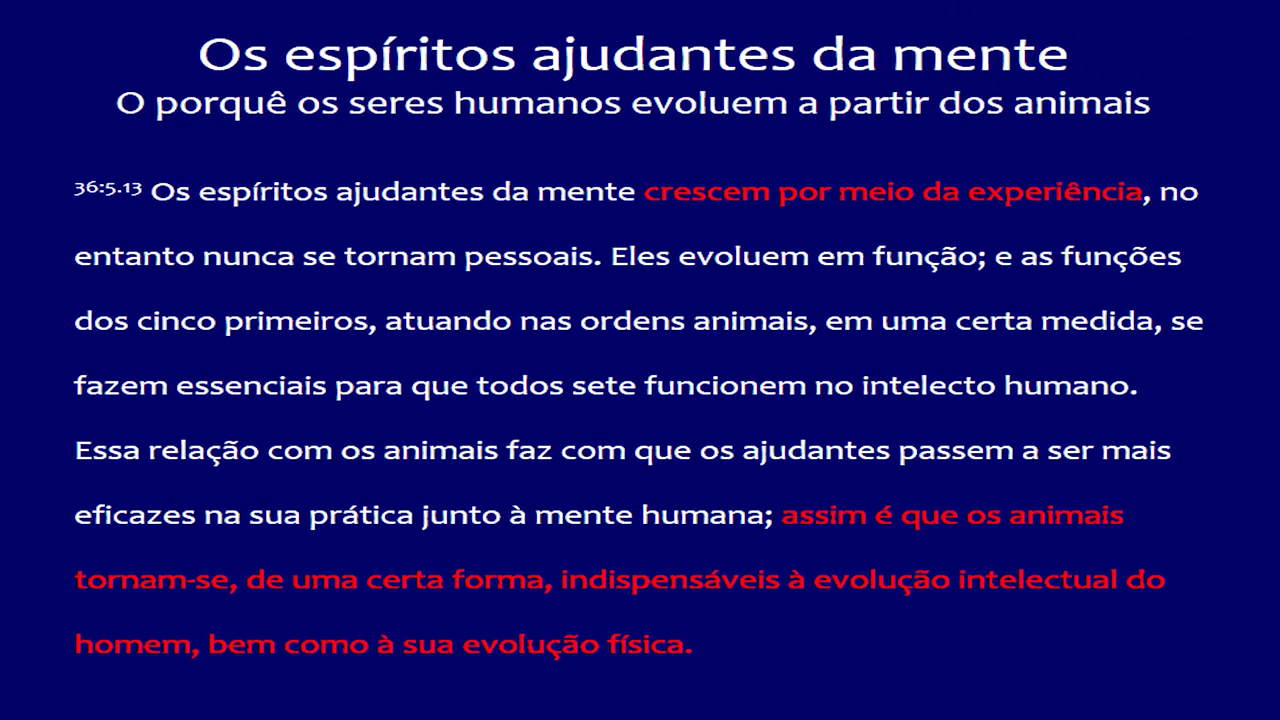 Os espíritos ajudantes da mente
O porquê os seres humanos evoluem a partir dos animais
36:5.13 Os espíritos ajudantes da mente crescem por meio da experiência, no
entanto nunca se tornam pessoais. Eles evoluem em função; e as funções
dos cinco primeiros, atuando nas ordens animais, em uma certa medida, se
fazem essenciais para que todos sete funcionem no intelecto humano.
Essa relação com os animais faz com que os ajudantes passem a ser mais
eficazes na sua prática junto à mente humana; assim é que os animais
tornam-se, de uma certa forma, indispensáveis à evolução intelectual do
homem, bem como à sua evolução física.